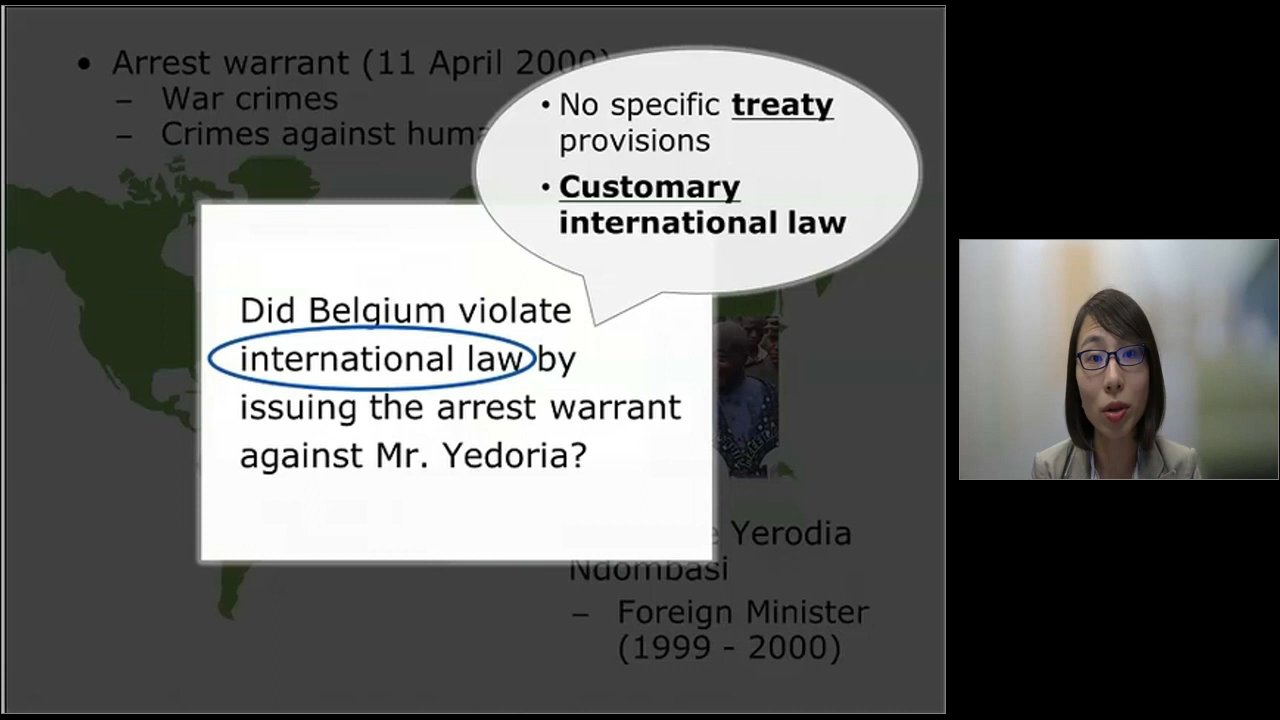 • Arrest warrant (11 April 2000)
– War crimes
– Crimes against huma
• No specific treaty
provisions
• Customary
international law
Did Belgium violate
international law by
issuing the arrest warrant
against Mr. Yedoria?
e Yerodia
Ndombasi
– Foreign Minister
(1999 - 2000)